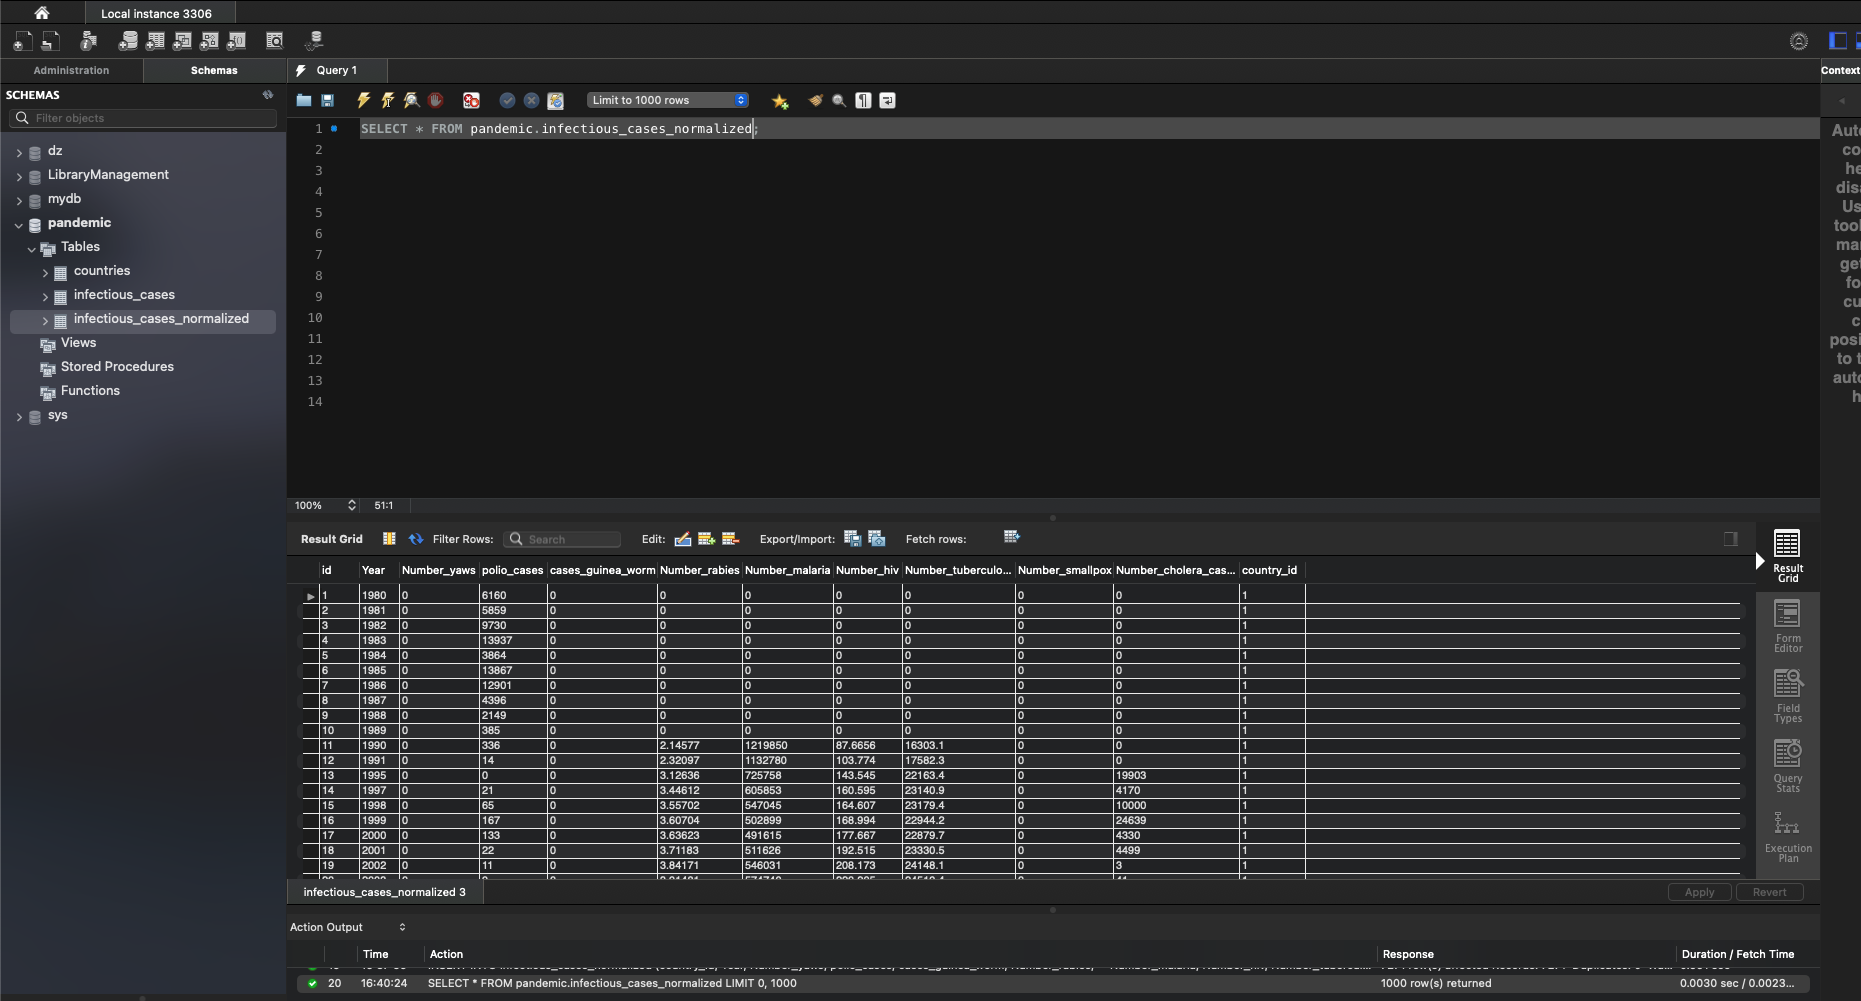 Local instance 3306
Administration
Schemas
Query 1
Context
SCHEMAS
Filter objects
Limit to 1000 rows
dz
LibraryManagement
mydb
pandemic
Tables
countries
infectious_cases
infectious_cases_normalized
Views
Stored Procedures
Functions
sys
1 SELECT * FROM pandemic.infectious_cases_normalized;
2
3
4
5
6
7
8
9
10
11
12
13
14
Auto
co
he
disa
Us
tool
ma
get
fo
cu
c
posi
to t
auto
h
100% 51:1
Result Grid Filter Rows: Search Edit: Export/Import: Fetch rows:
id Year Number_yaws polio_cases cases_guinea_worm Number_rabies Number_malaria Number_hiv Number_tuberculo... Number_smallpox Number_cholera_cas... country_id
1 1980 0 6160 0 0 0 0 0 0 0 1
2 1981 0 5859 0 0 0 0 0 0 0 1
3 1982 0 9730 0 0 0 0 0 0 0 1
4 1983 0 13937 0 0 0 0 0 0 0 1
5 1984 0 3864 0 0 0 0 0 0 0 1
6 1985 0 13867 0 0 0 0 0 0 0 1
7 1986 0 12901 0 0 0 0 0 0 0 1
8 1987 0 4396 0 0 0 0 0 0 0 1
9 1988 0 2149 0 0 0 0 0 0 0 1
10 1989 0 385 0 0 0 0 0 0 0 1
11 1990 0 336 0 2.14577 1219850 87.6656 16303.1 0 0 1
12 1991 0 14 0 2.32097 1132780 103.774 17582.3 0 0 1
13 1995 0 0 0 3.12636 725758 143.545 22163.4 0 19903 1
14 1997 0 21 0 3.44612 605853 160.595 23140.9 0 4170 1
15 1998 0 65 0 3.55702 547045 164.607 23179.4 0 10000 1
16 1999 0 167 0 3.60704 502899 168.994 22944.2 0 24639 1
17 2000 0 133 0 3.63623 491615 177.667 22879.7 0 4330 1
18 2001 0 22 0 3.71183 511626 192.515 23330.5 0 4499 1
19 2002 0 11 0 3.84171 546031 208.173 24148.1 0 3 1
Result
Grid
Form
Editor
Field
Types
Query
Stats
Execution
Plan
infectious_cases_normalized 3
Apply
Revert
Action Output
Time Action Response Duration / Fetch Time
20 16:40:24 SELECT * FROM pandemic.infectious_cases_normalized LIMIT 0, 1000 1000 row(s) returned 0.0030 sec / 0.0023...